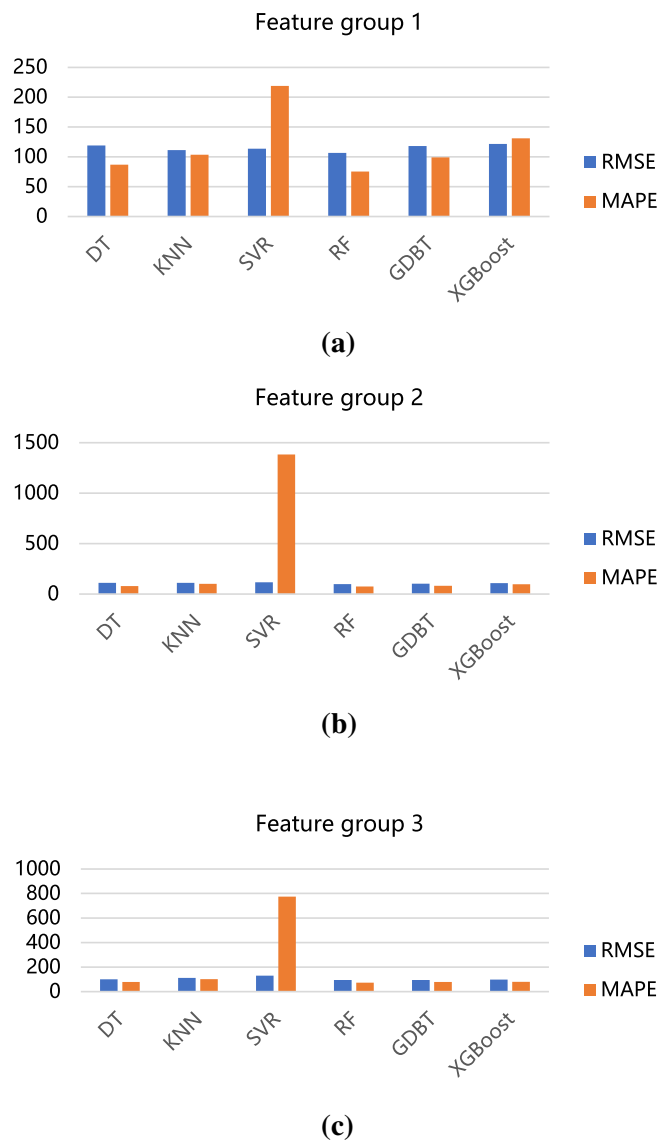 Feature group 1
250
200
150
100
50
0
DT
KNN
SVR
RF
GDBT
XGBoost
RMSE
MAPE
(a)
Feature group 2
1500
1000
500
0
DT
KNN
SVR
RF
GDBT
XGBoost
RMSE
MAPE
(b)
Feature group 3
1000
800
600
400
200
0
DT
KNN
SVR
RF
GDBT
XGBoost
RMSE
MAPE
(c)